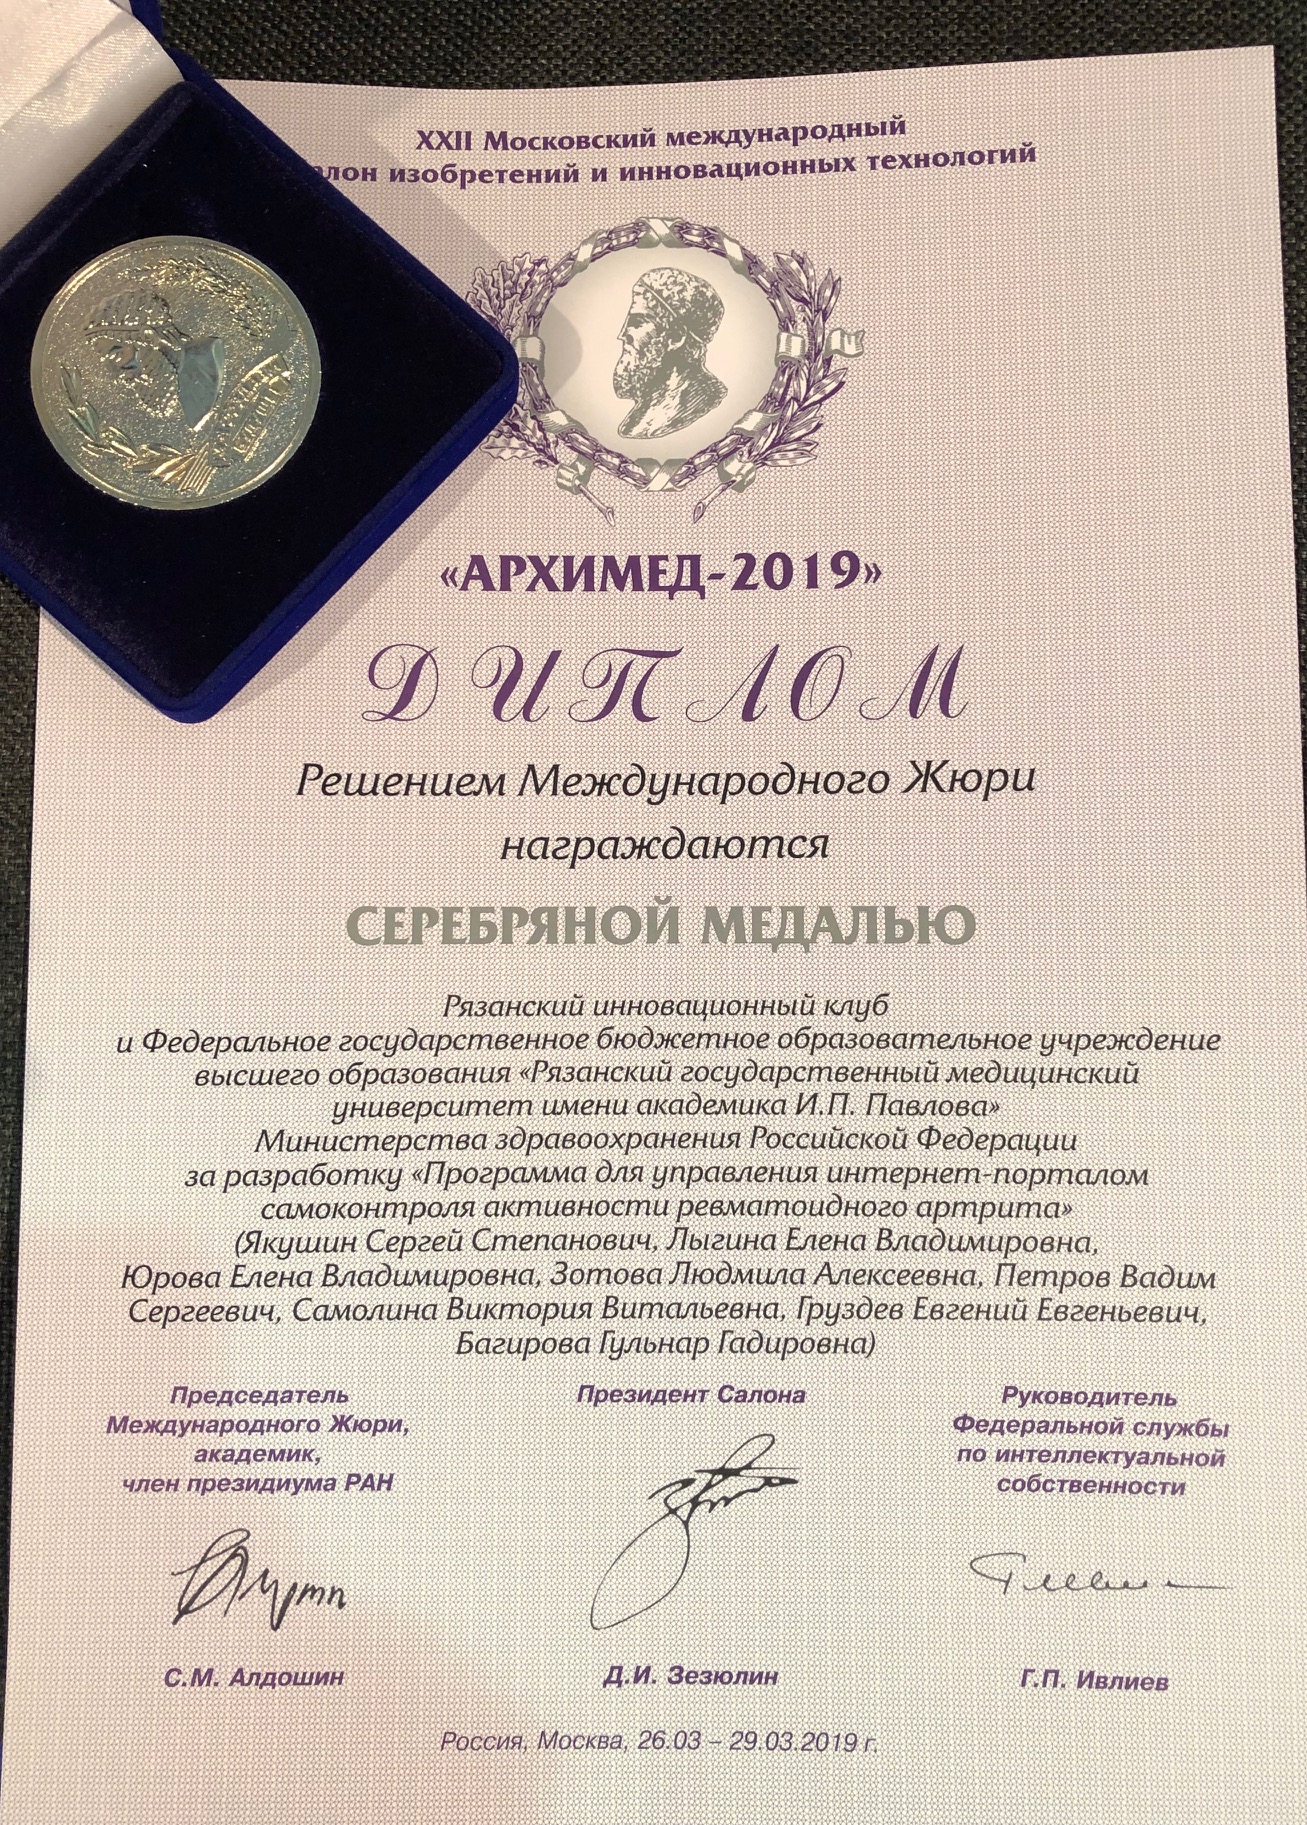 XXII Московский международный
изобретений и инновационных технологий
«АРХИМЕД-2019»
ДИПЛОМ
Решением Международного Жюри
награждаются
СЕРЕБРЯНОЙ МЕДАЛЬЮ
Рязанский инновационный клуб
и Федеральное государственное бюджетное образовательное учреждение
высшего образования «Рязанский государственный медицинский
университет имени академика И.П. Павлова»
Министерства здравоохранения Российской Федерации
за разработку «Программа для управления интернет-порталом
самоконтроля активности ревматоидного артрита»
(Якушин Сергей Степанович, Лыгина Елена Владимировна,
Юрова Елена Владимировна, Зотова Людмила Алексеевна, Петров Вадим
Сергеевич, Самолина Виктория Витальевна, Груздев Евгений Евгеньевич,
Багирова Гульнар Гадировна)
Председатель
Международного Жюри,
академик,
член президиума РАН
С.М. Алдошин
Президент Салона
Д.И. Зезюлин
Руководитель
Федеральной службы
по интеллектуальной
собственности
Г.П. Ивлиев
Россия, Москва, 26.03 – 29.03.2019 г.